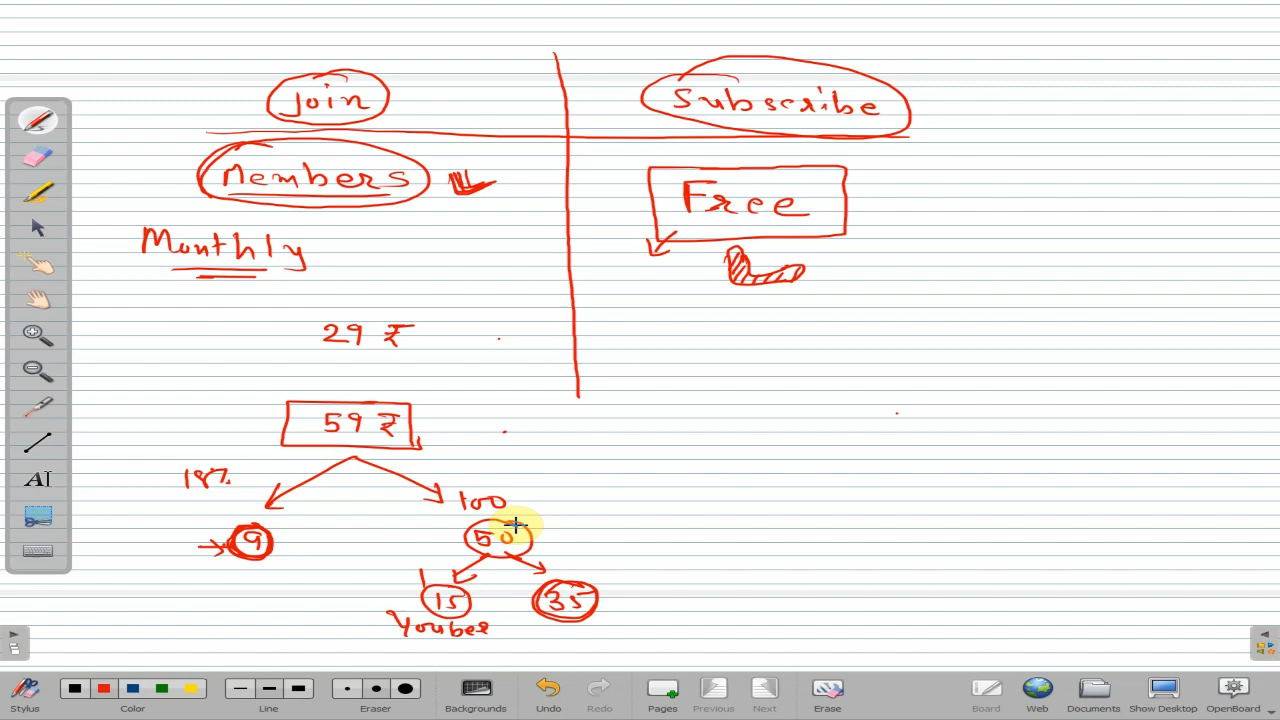 Join
Subscribe
Members
Free
Monthly
29 ₹
59 ₹
18%
100
9
50
15
35
Youber
Stylus
Color
Line
Eraser
Backgrounds
Undo
Redo
Pages
Previous
Next
Erase
Board
Web
Documents
Show Desktop
OpenBoard